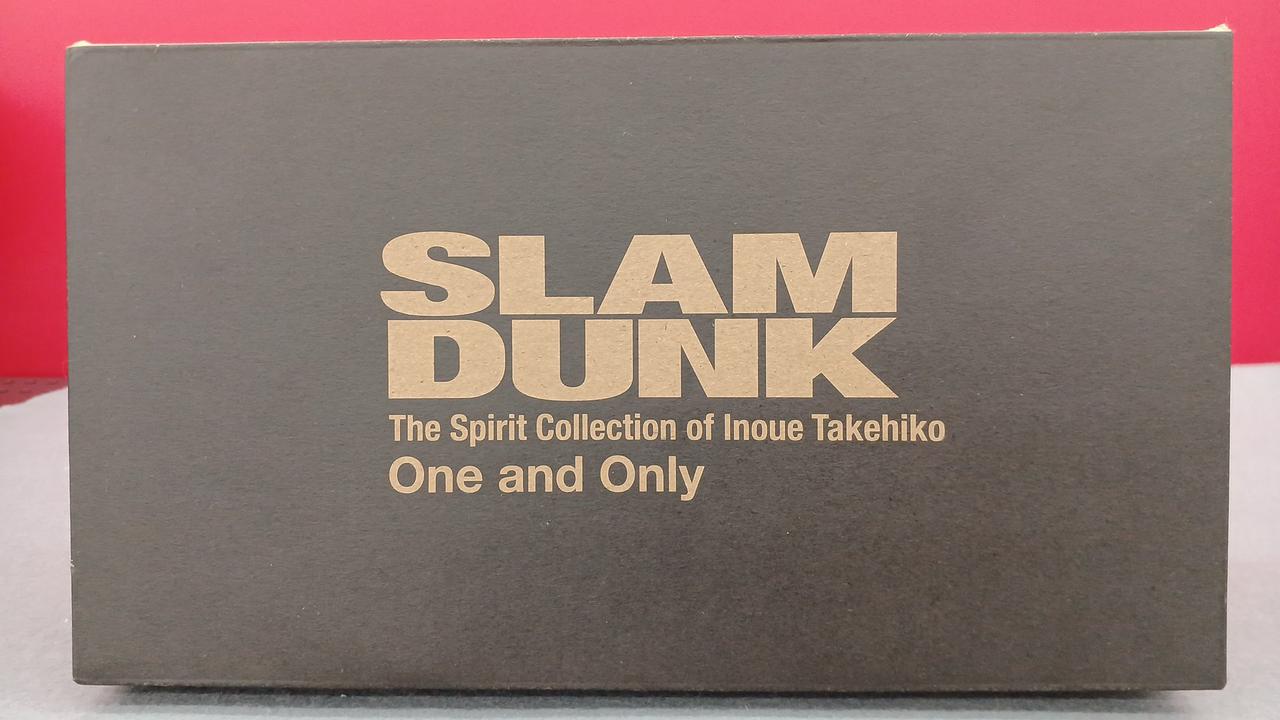 SLAM
DUNK
The Spirit Collection of Inoue Takehiko
One and Only